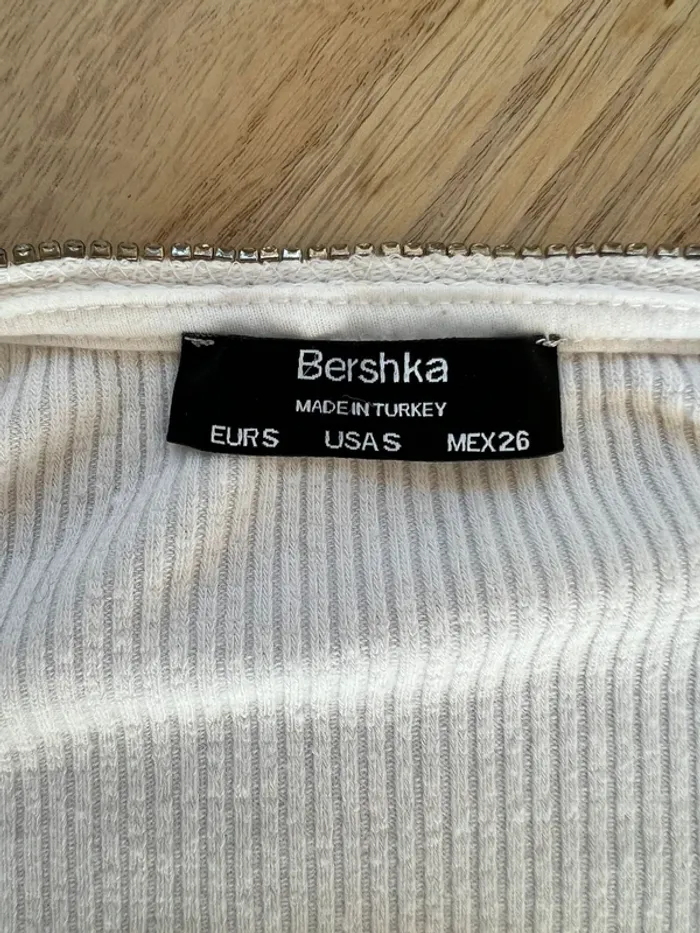 Bershka
MADE IN TURKEY
EUR S USA S MEX 26